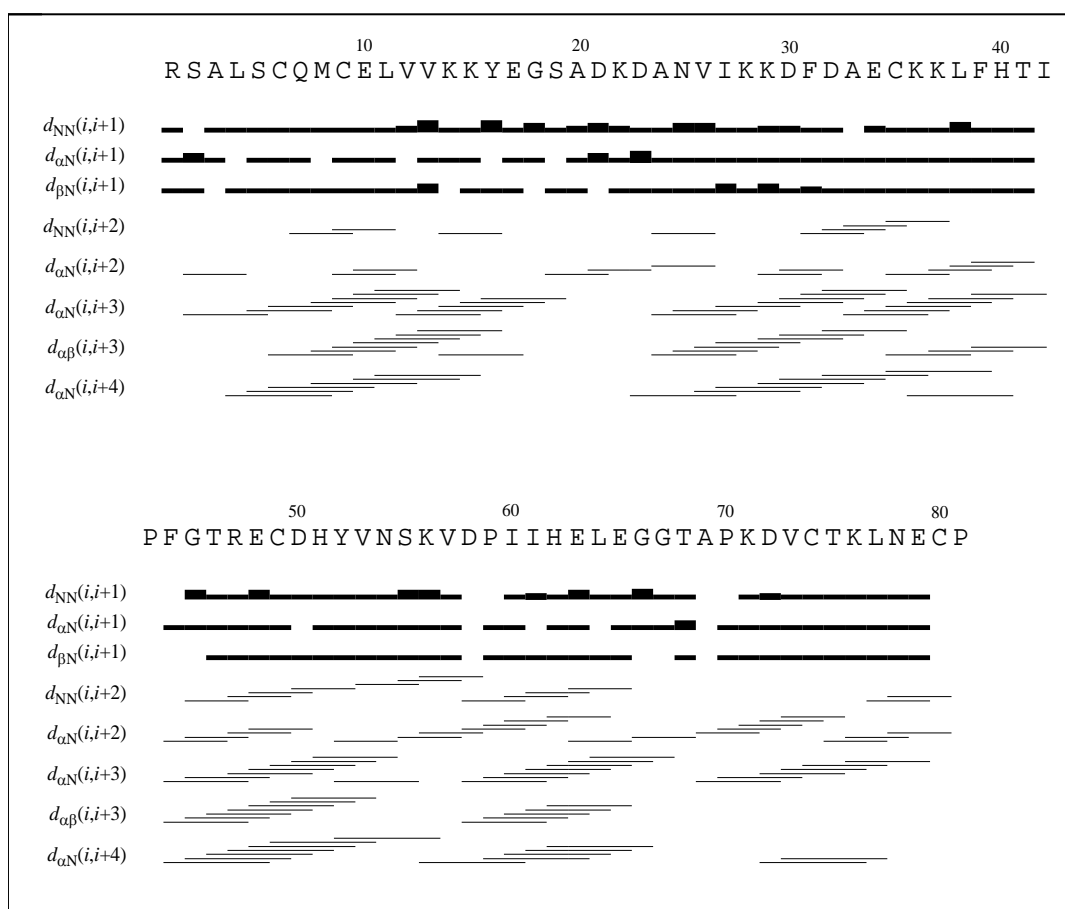 10 20 30 40
R S A L S C Q M C E L V V K K Y E G S A D K D A N V I K K D F D A E C K K L F H T I
dNN(i,i+1)
dαN(i,i+1)
dβN(i,i+1)
dNN(i,i+2)
dαN(i,i+2)
dαN(i,i+3)
dαβ(i,i+3)
dαN(i,i+4)
50 60 70 80
P F G T R E C D H Y V N S K V D P I I H E L E G G T A P K D V C T K L N E C P
dNN(i,i+1)
dαN(i,i+1)
dβN(i,i+1)
dNN(i,i+2)
dαN(i,i+2)
dαN(i,i+3)
dαβ(i,i+3)
dαN(i,i+4)